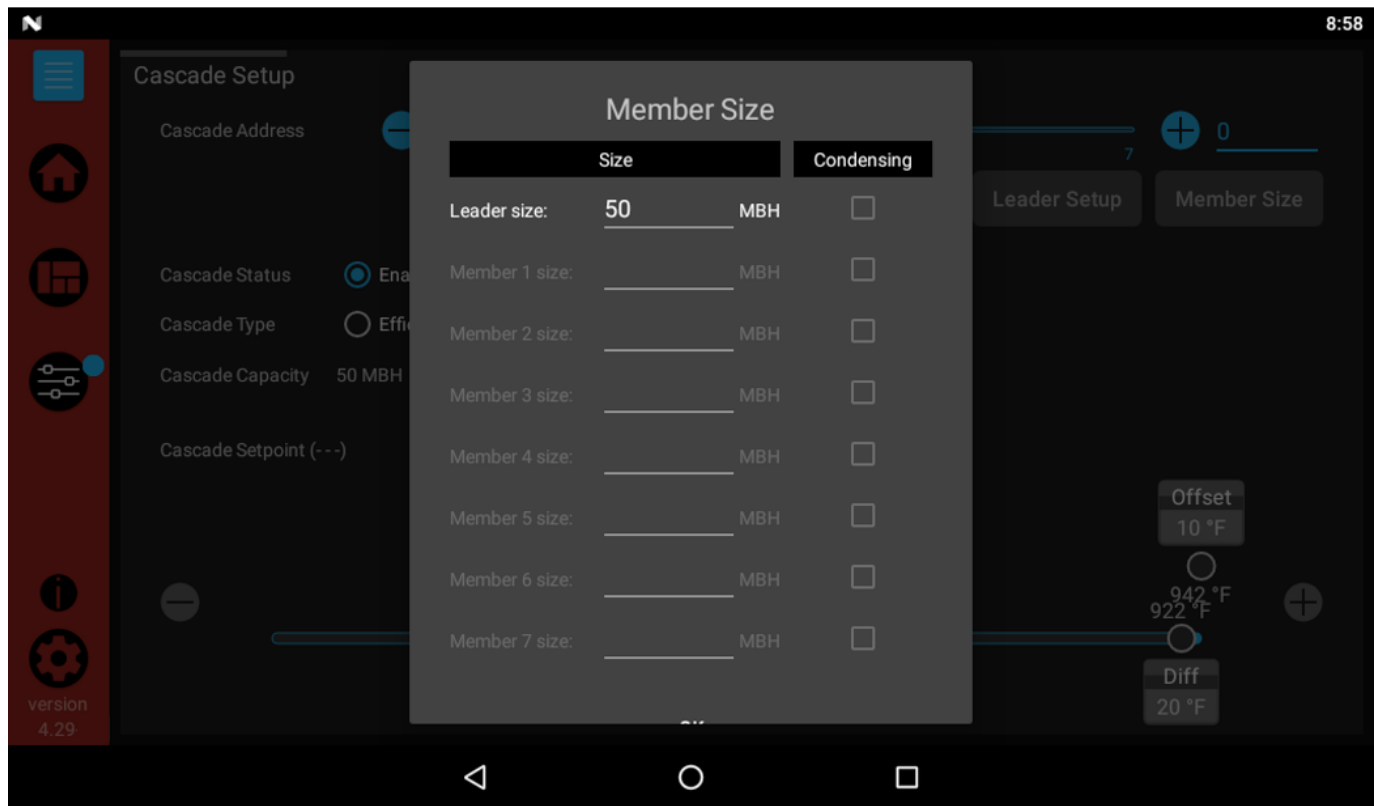 8:58
Cascade Setup
Cascade Address
7
0
Leader Setup
Member Size
Cascade Status
Ena
Cascade Type
Effi
Cascade Capacity 50 MBH
Cascade Setpoint (---)
Offset
10 °F
942 °F
922 °F
Diff
20 °F
version
4.29
Member Size
Size Condensing
Leader size: 50 MBH
Member 1 size: MBH
Member 2 size: MBH
Member 3 size: MBH
Member 4 size: MBH
Member 5 size: MBH
Member 6 size: MBH
Member 7 size: MBH